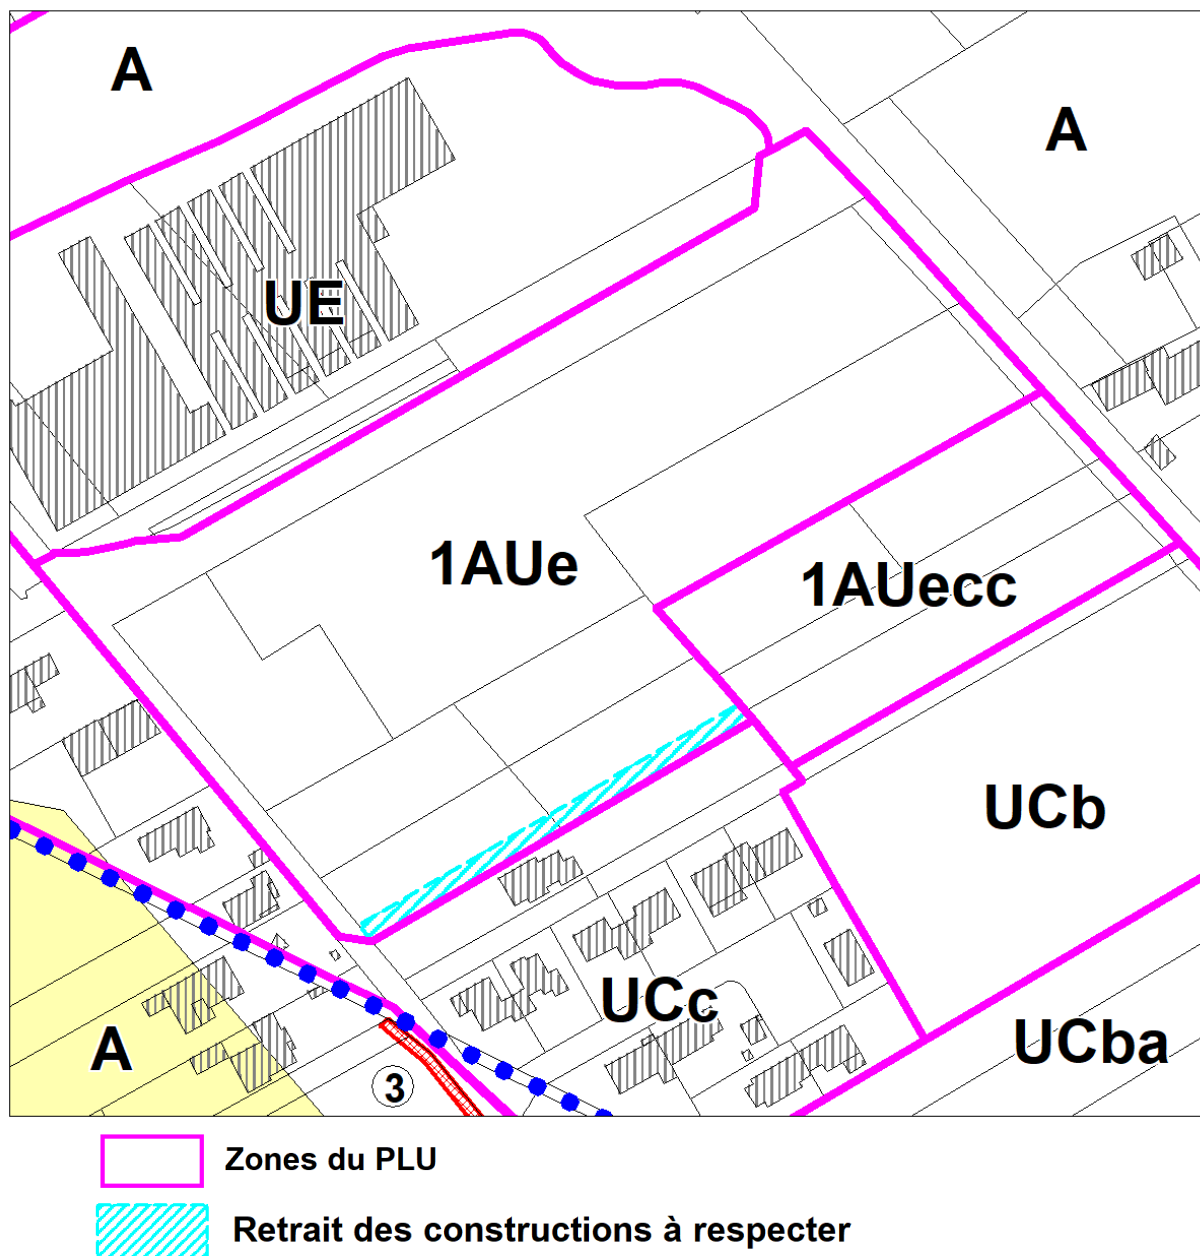 A
A
UE
1AUe
1AUecc
UCb
UCc
UCba
A
3
Zones du PLU
Retrait des constructions à respecter